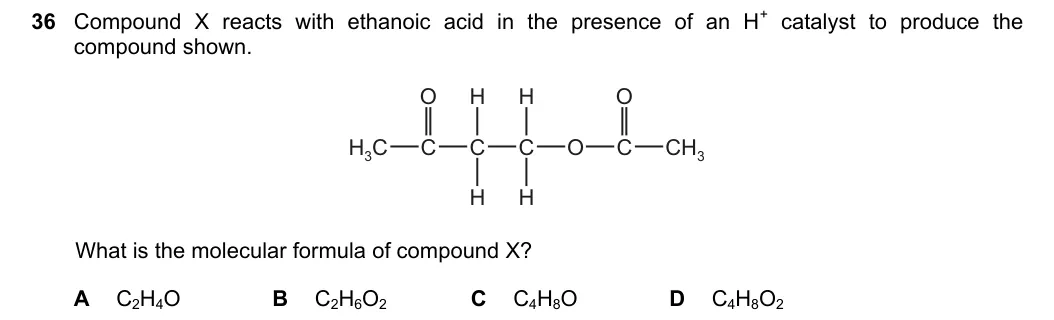 36 Compound X reacts with ethanoic acid in the presence of an H⁺ catalyst to produce the
compound shown.
O H H O
H₃C—C—C—C—O—C—CH₃
H H
What is the molecular formula of compound X?
A C₂H₄O B C₂H₆O₂ C C₄H₈O D C₄H₈O₂